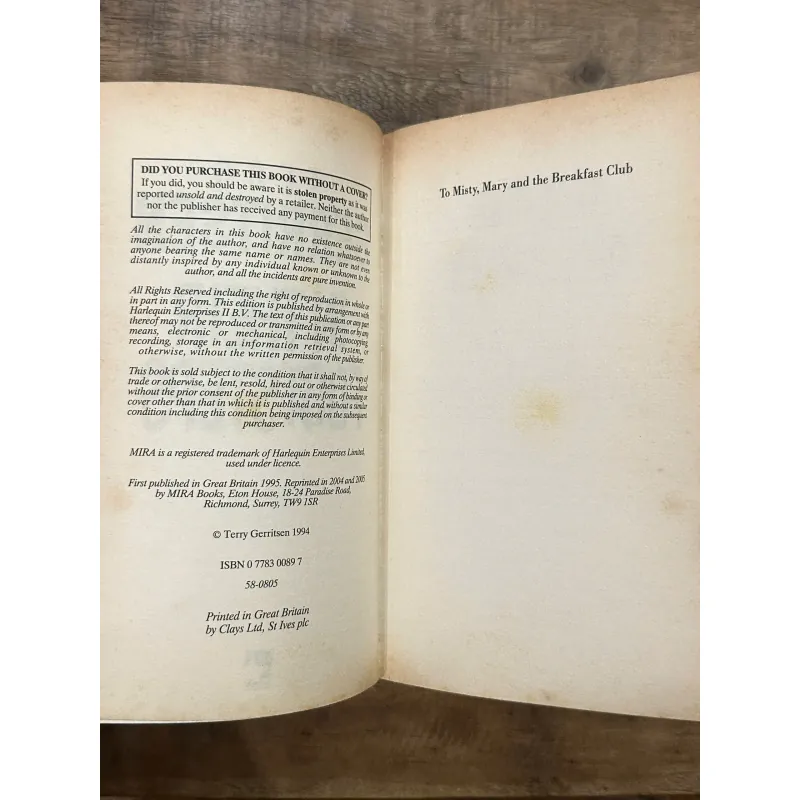 DID YOU PURCHASE THIS BOOK WITHOUT A COVER?
If you did, you should be aware it is stolen property as it was
reported unsold and destroyed by a retailer. Neither the author
nor the publisher has received any payment for this book.
All the characters in this book have no existence outside the
imagination of the author, and have no relation whatsoever to
anyone bearing the same name or names. They are not even
distantly inspired by any individual known or unknown to the
author, and all the incidents are pure invention.
All Rights Reserved including the right of reproduction in whole or
in part in any form. This edition is published by arrangement with
Harlequin Enterprises II B.V. The text of this publication or any part
thereof may not be reproduced or transmitted in any form or by any
means, electronic or mechanical, including photocopying,
recording, storage in an information retrieval system, or
otherwise, without the written permission of the publisher.
This book is sold subject to the condition that it shall not, by way of
trade or otherwise, be lent, resold, hired out or otherwise circulated
without the prior consent of the publisher in any form of binding or
cover other than that in which it is published and without a similar
condition including this condition being imposed on the subsequent
purchaser.
MIRA is a registered trademark of Harlequin Enterprises Limited,
used under licence.
First published in Great Britain 1995. Reprinted in 2004 and 2005
by MIRA Books, Eton House, 18-24 Paradise Road,
Richmond, Surrey, TW9 1SR
© Terry Gerritsen 1994
ISBN 0 7783 0089 7
58-0805
Printed in Great Britain
by Clays Ltd, St Ives plc
To Misty, Mary and the Breakfast Club